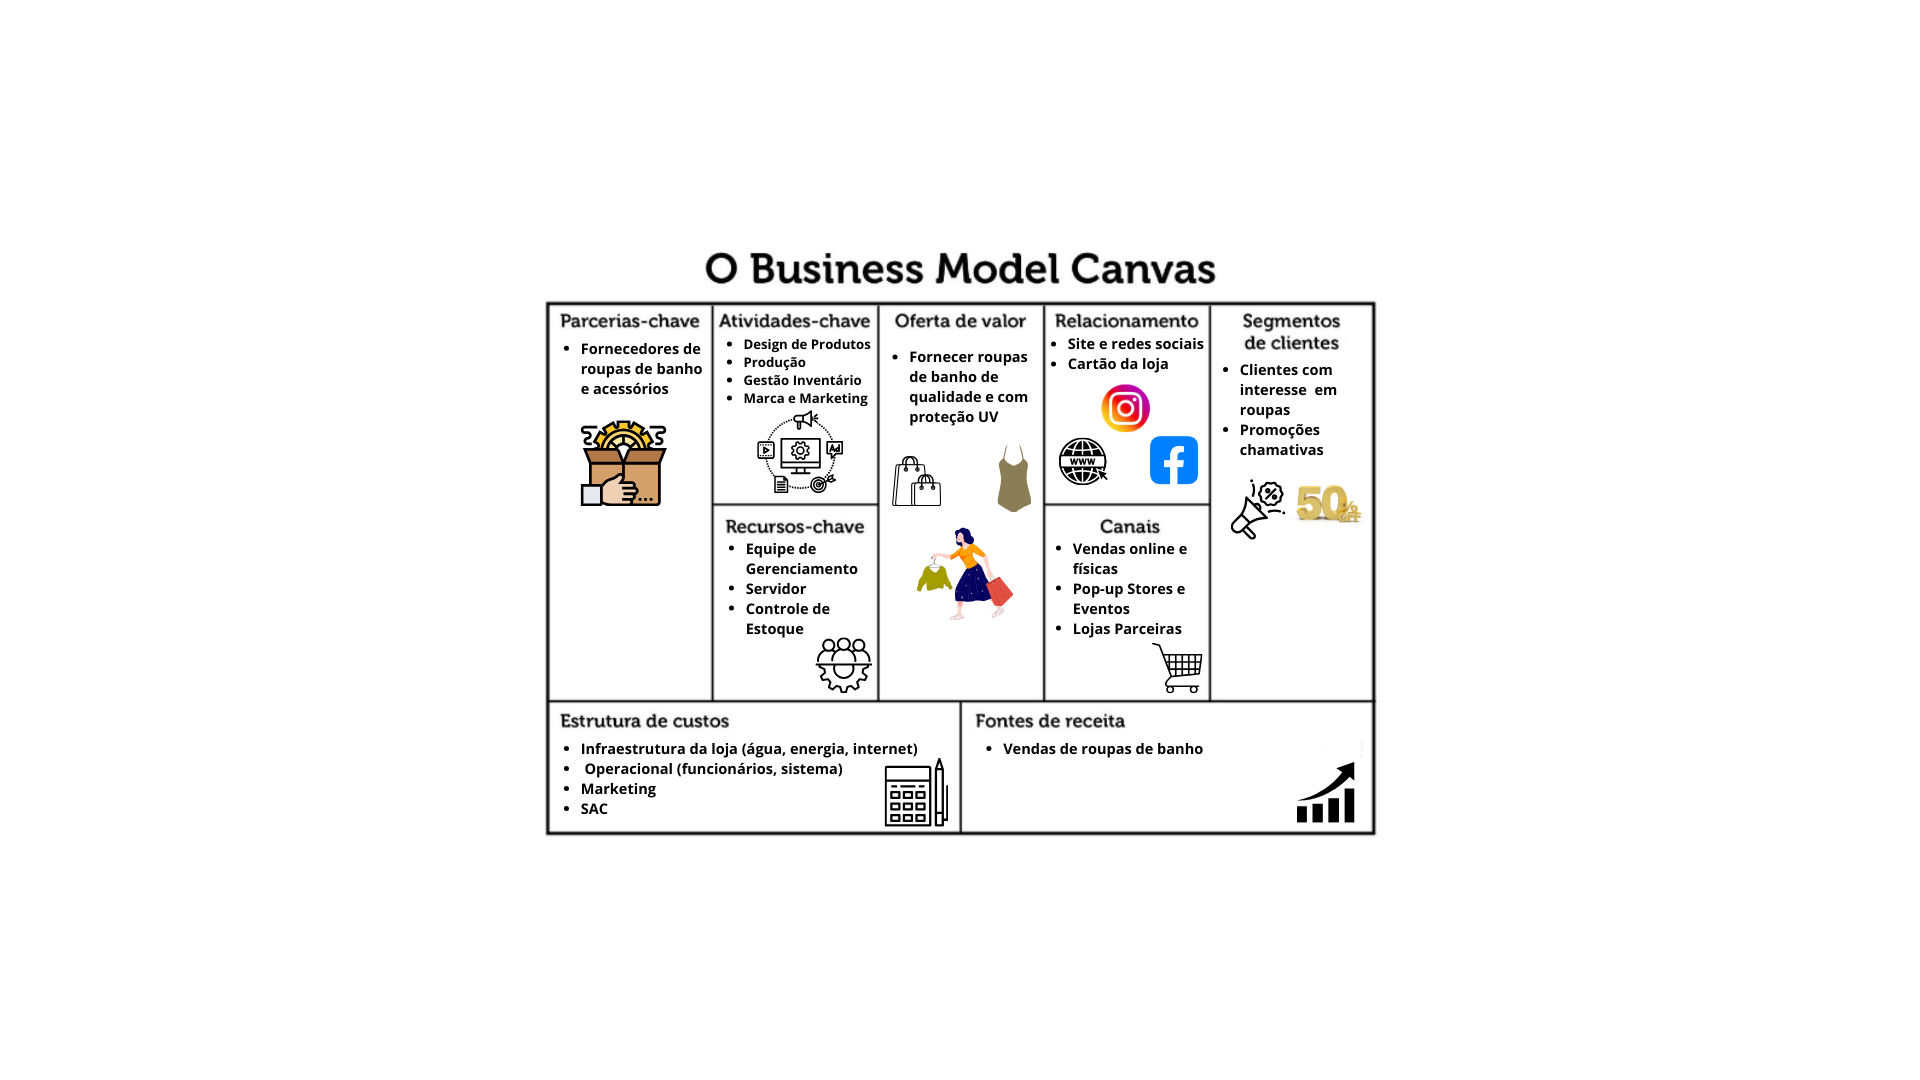 O Business Model Canvas
Parcerias-chave
• Fornecedores de
roupas de banho
e acessórios
Atividades-chave
• Design de Produtos
• Produção
• Gestão Inventário
• Marca e Marketing
Ad
Recursos-chave
• Equipe de
Gerenciamento
• Servidor
• Controle de
Estoque
Oferta de valor
• Fornecer roupas
de banho de
qualidade e com
proteção UV
Relacionamento
• Site e redes sociais
• Cartão da loja
WWW
Canais
• Vendas online e
físicas
• Pop-up Stores e
Eventos
• Lojas Parceiras
Segmentos
de clientes
• Clientes com
interesse em
roupas
• Promoções
chamativas
%
50%
Estrutura de custos
• Infraestrutura da loja (água, energia, internet)
• Operacional (funcionários, sistema)
• Marketing
• SAC
Fontes de receita
• Vendas de roupas de banho